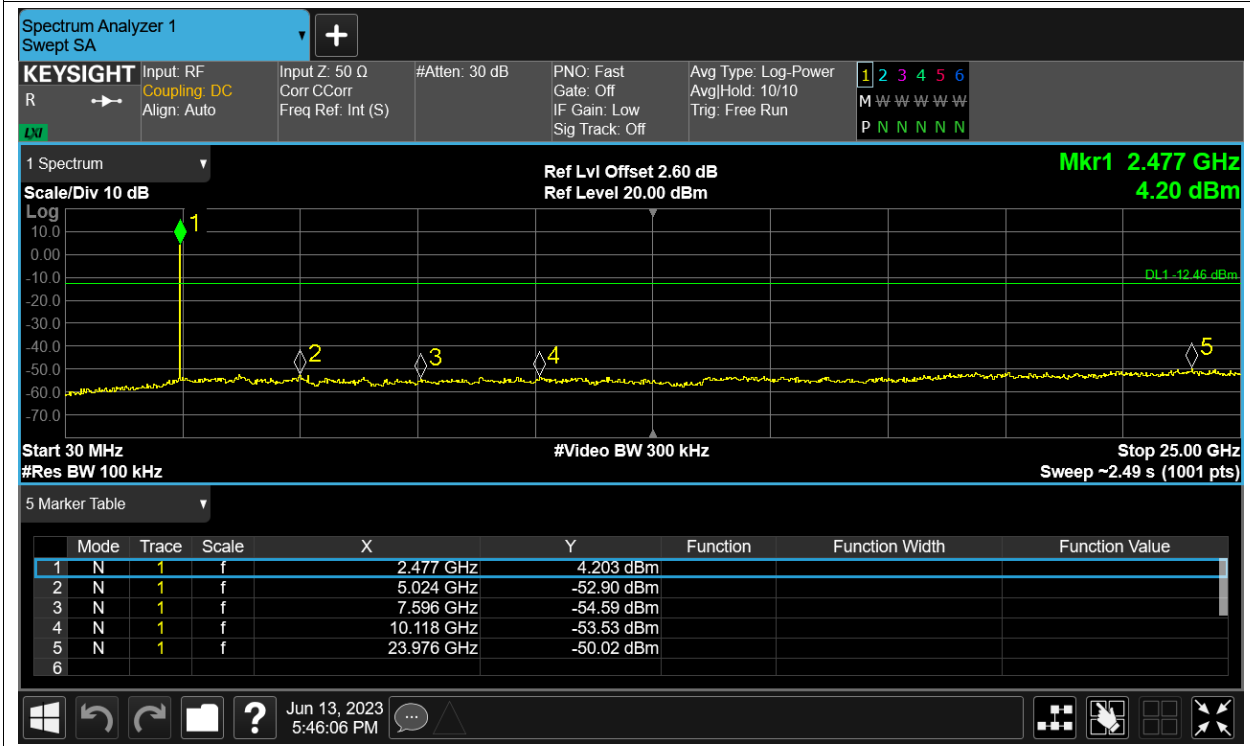 Spectrum Analyzer 1
Swept SA
KEYSIGHT Input: RF Input Z: 50 Ω #Atten: 30 dB PNO: Fast Avg Type: Log-Power 1 2 3 4 5 6
R Coupling: DC Corr CCorr Gate: Off Avg|Hold: 10/10 M W W W W W
Align: Auto Freq Ref: Int (S) IF Gain: Low Trig: Free Run
LXI Sig Track: Off P N N N N N
1 Spectrum Ref Lvl Offset 2.60 dB Mkr1 2.477 GHz
Scale/Div 10 dB Ref Level 20.00 dBm 4.20 dBm
Log
1
10.0
0.00
-10.0 DL1 -12.46 dBm
-20.0
-30.0
-40.0 2 3 4 5
-50.0
-60.0
-70.0
Start 30 MHz #Video BW 300 kHz Stop 25.00 GHz
#Res BW 100 kHz Sweep ~2.49 s (1001 pts)
5 Marker Table
Mode Trace Scale X Y Function Function Width Function Value
1 N 1 f 2.477 GHz 4.203 dBm
2 N 1 f 5.024 GHz -52.90 dBm
3 N 1 f 7.596 GHz -54.59 dBm
4 N 1 f 10.118 GHz -53.53 dBm
5 N 1 f 23.976 GHz -50.02 dBm
6
? Jun 13, 2023
5:46:06 PM